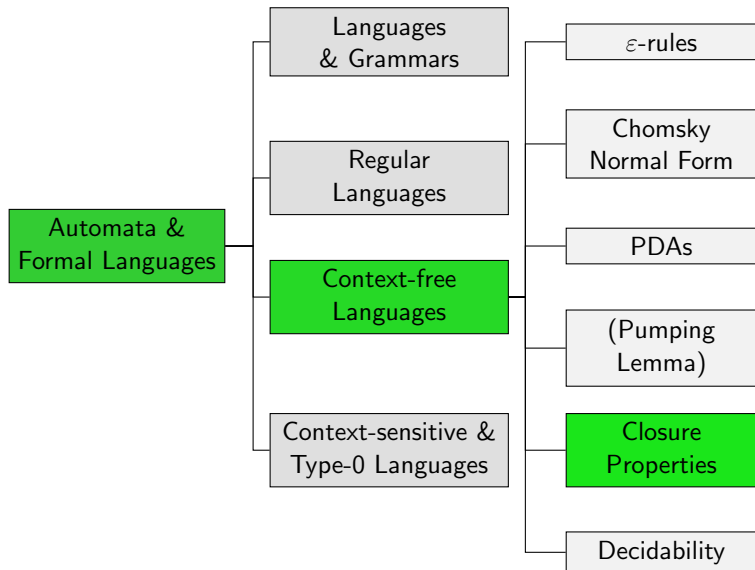 Automata &
Formal Languages
Languages
& Grammars
Regular
Languages
Context-free
Languages
Context-sensitive &
Type-0 Languages
ε-rules
Chomsky
Normal Form
PDAs
(Pumping
Lemma)
Closure
Properties
Decidability